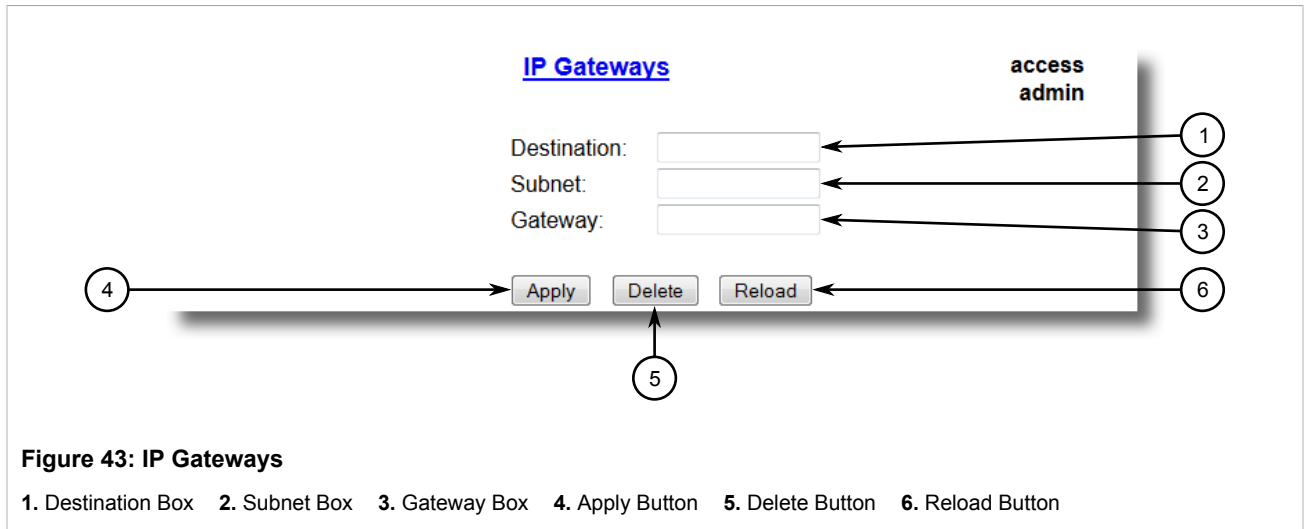 IP Gateways
access
admin
Destination:
1
Subnet:
2
Gateway:
3
4
Apply
Delete
Reload
6
5
Figure 43: IP Gateways
1. Destination Box 2. Subnet Box 3. Gateway Box 4. Apply Button 5. Delete Button 6. Reload Button